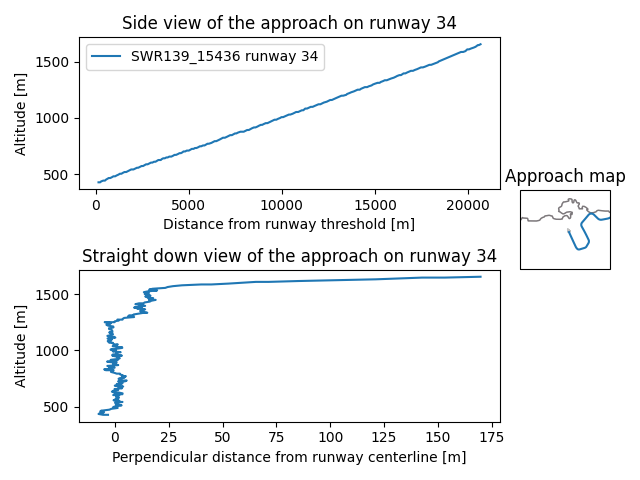 Side view of the approach on runway 34
1500
1000
500
Altitude [m]
SWR139_15436 runway 34
0 5000 10000 15000 20000
Distance from runway threshold [m]
Approach map
Straight down view of the approach on runway 34
1500
1000
500
Altitude [m]
0 25 50 75 100 125 150 175
Perpendicular distance from runway centerline [m]